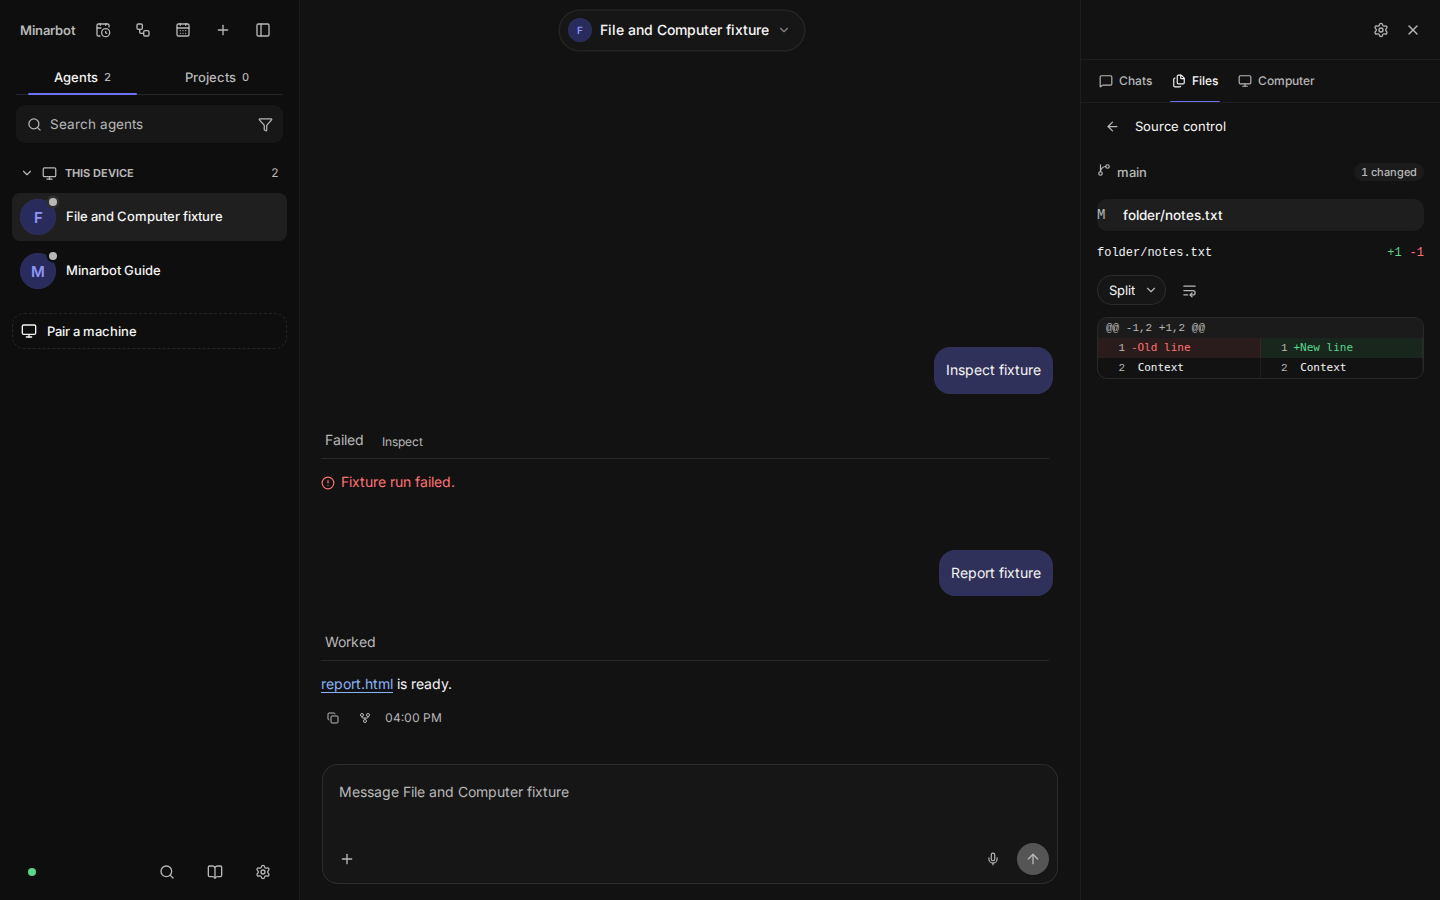 Minarbot
Agents 2
Projects 0
Search agents
THIS DEVICE 2
F File and Computer fixture
M Minarbot Guide
Pair a machine
F File and Computer fixture
Inspect fixture
Failed Inspect
Fixture run failed.
Report fixture
Worked
report.html is ready.
04:00 PM
Message File and Computer fixture
Chats Files Computer
Source control
main 1 changed
M folder/notes.txt
folder/notes.txt +1 -1
Split
@@ -1,2 +1,2 @@
1 -Old line 1 +New line
2 Context 2 Context